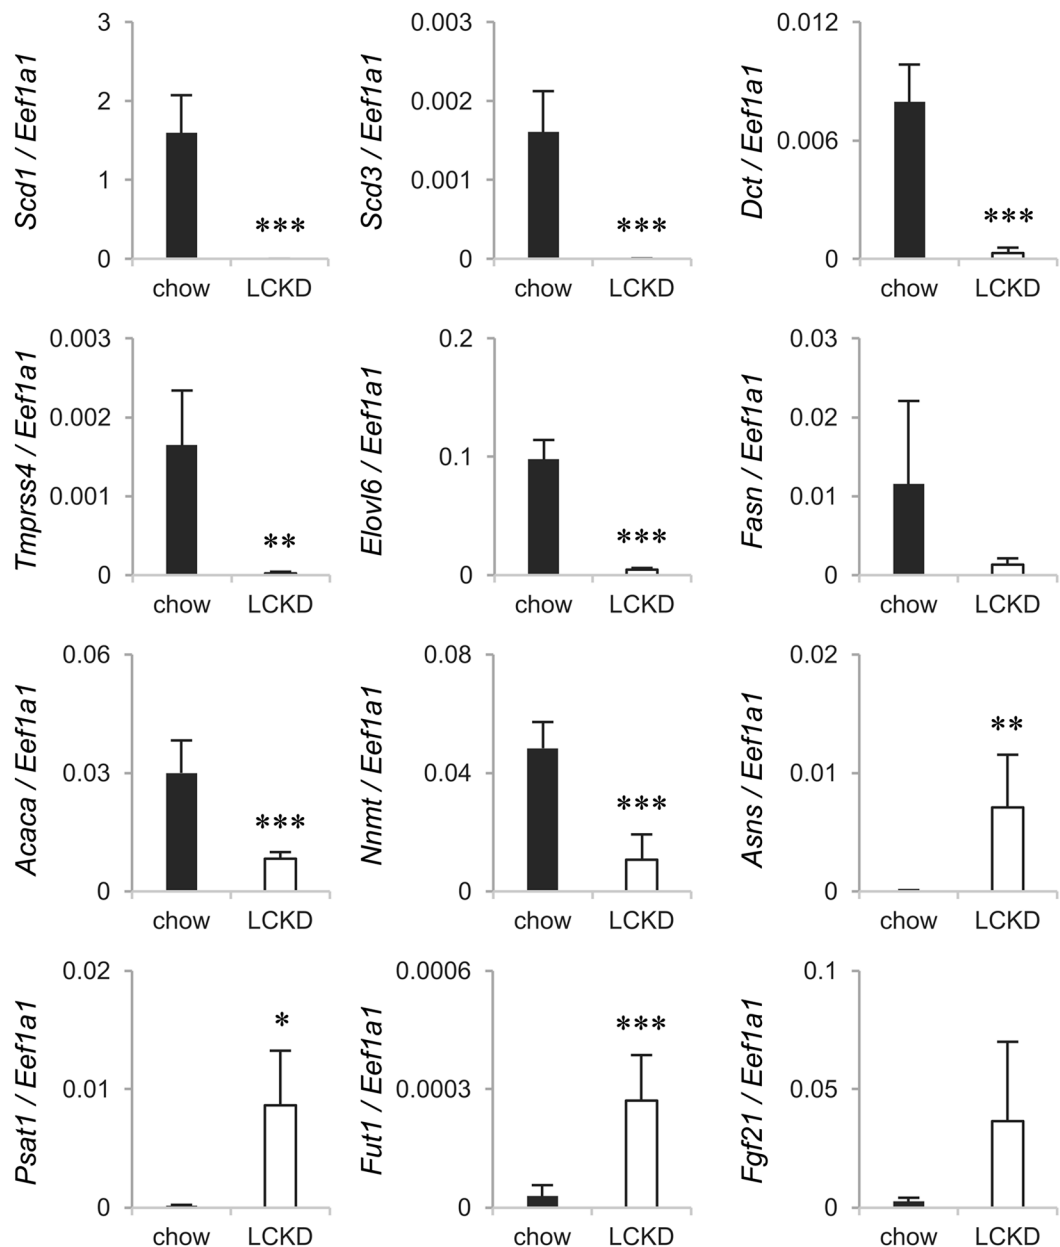 Scd1 / Eef1a1
3
2
1
0
***
chow LCKD
Scd3 / Eef1a1
0.003
0.002
0.001
0
***
chow LCKD
Dct / Eef1a1
0.012
0.006
0
***
chow LCKD
Tmprss4 / Eef1a1
0.003
0.002
0.001
0
**
chow LCKD
Elovl6 / Eef1a1
0.2
0.1
0
***
chow LCKD
Fasn / Eef1a1
0.03
0.02
0.01
0
chow LCKD
Acaca / Eef1a1
0.06
0.03
0
***
chow LCKD
Nnmt / Eef1a1
0.08
0.04
0
***
chow LCKD
Asns / Eef1a1
0.02
0.01
0
**
chow LCKD
Psat1 / Eef1a1
0.02
0.01
0
*
chow LCKD
Fut1 / Eef1a1
0.0006
0.0003
0
***
chow LCKD
Fgf21 / Eef1a1
0.1
0.05
0
chow LCKD